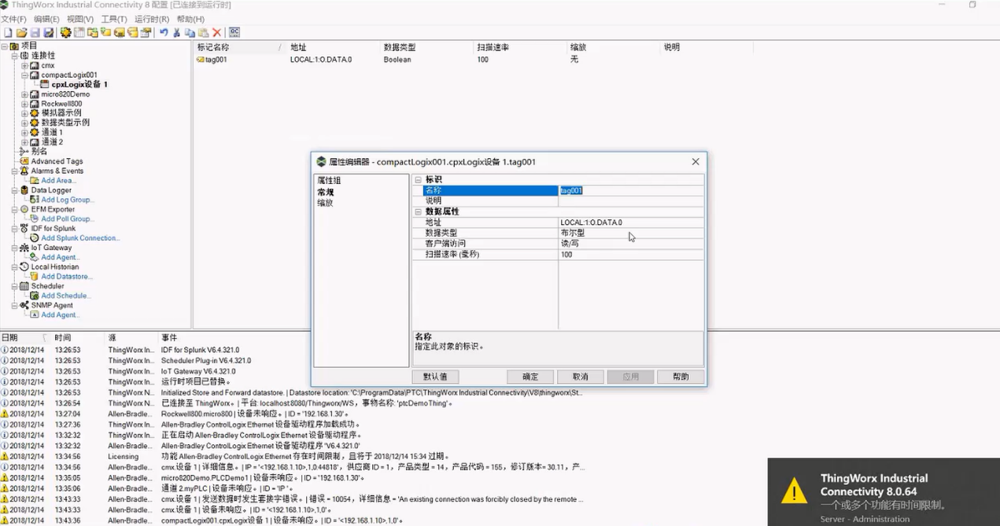 ThingWorx Industrial Connectivity 8 配置 [已连接到运行时]
文件(F) 编辑(E) 视图(V) 工具(T) 运行时(R) 帮助(H)
项目
连接性
cmx
compactLogix001
cpxLogix设备 1
micro820Demo
Rockwell800
模拟器示例
数据类型示例
通道 1
通道 2
别名
Advanced Tags
Alarms & Events
Add Area...
Data Logger
Add Log Group...
EFM Exporter
Add Poll Group...
IDF for Splunk
Add Splunk Connection...
IoT Gateway
Add Agent...
Local Historian
Add Datastore...
Scheduler
Add Schedule...
SNMP Agent
Add Agent...
标记名称 / 地址 数据类型 扫描速率 缩放 说明
tag001 LOCAL:1:O.DATA.0 Boolean 100 无
属性编辑器 - compactLogix001.cpxLogix设备 1.tag001
属性组
常规
缩放
标识
名称 tag001
说明
数据属性
地址 LOCAL:1:O.DATA.0
数据类型 布尔型
客户端访问 读/写
扫描速率 (毫秒) 100
名称
指定此对象的标识。
默认值 确定 取消 应用 帮助
日期 时间 源 事件
2018/12/14 13:26:53 ThingWorx In... IDF for Splunk V6.4.321.0
2018/12/14 13:26:53 ThingWorx In... Scheduler Plug-in V6.4.321.0
2018/12/14 13:26:53 ThingWorx In... IoT Gateway V6.4.321.0
2018/12/14 13:26:53 ThingWorx In... 运行时项目已替换。
2018/12/14 13:26:53 ThingWorx N... Initialized Store and Forward datastore. | Datastore location: 'C:\ProgramData\PTC\ThingWorx Industrial Connectivity\V8\thingworx\St...
2018/12/14 13:26:54 ThingWorx N... 已连接至 ThingWorx。 | 平台: localhost:8080/Thingworx/WS，事物名称: 'ptcDemoThing'。
2018/12/14 13:27:04 Allen-Bradle... Rockwell800.micro800 | 设备未响应。 | ID = '192.168.1.30'.
2018/12/14 13:27:36 ThingWorx In... Allen-Bradley ControlLogix Ethernet 设备驱动程序加载成功。
2018/12/14 13:32:32 ThingWorx In... 正在启动 Allen-Bradley ControlLogix Ethernet 设备驱动程序。
2018/12/14 13:32:32 Allen-Bradle... Allen-Bradley ControlLogix Ethernet 设备驱动程序 'V6.4.321.0'
2018/12/14 13:34:56 Licensing 功能 Allen-Bradley ControlLogix Ethernet 存在时间限制，且将于 2018/12/14 15:34 过期。
2018/12/14 13:34:56 Allen-Bradle... cmx.设备 1 | 详细信息。 | IP = '<192.168.1.10>,1,0:44818'，供应商 ID = 1，产品类型 = 14，产品代码 = 155，修订版本= 30.11，产...
2018/12/14 13:35:05 Allen-Bradle... micro820Demo.PLCDemo1 | 设备未响应。 | ID = '192.168.1.30'.
2018/12/14 13:35:06 Allen-Bradle... 通道 2.myPLC | 设备未响应。 | ID = 'IP '.
2018/12/14 13:43:33 Allen-Bradle... cmx.设备 1 | 发送数据时发生套接字错误。 | 错误 = 10054，详细信息 = 'An existing connection was forcibly closed by the remote ...
2018/12/14 13:43:33 Allen-Bradle... cmx.设备 1 | 设备未响应。 | ID = '<192.168.1.10>,1,0'.
2018/12/14 13:43:36 Allen-Bradle... compactLogix001.cpxLogix设备 1 | 设备未响应。 | ID = '<192.168.1.10>,1,0'.
ThingWorx Industrial
Connectivity 8.0.64
一个或多个功能有时间限制。
Server - Administration